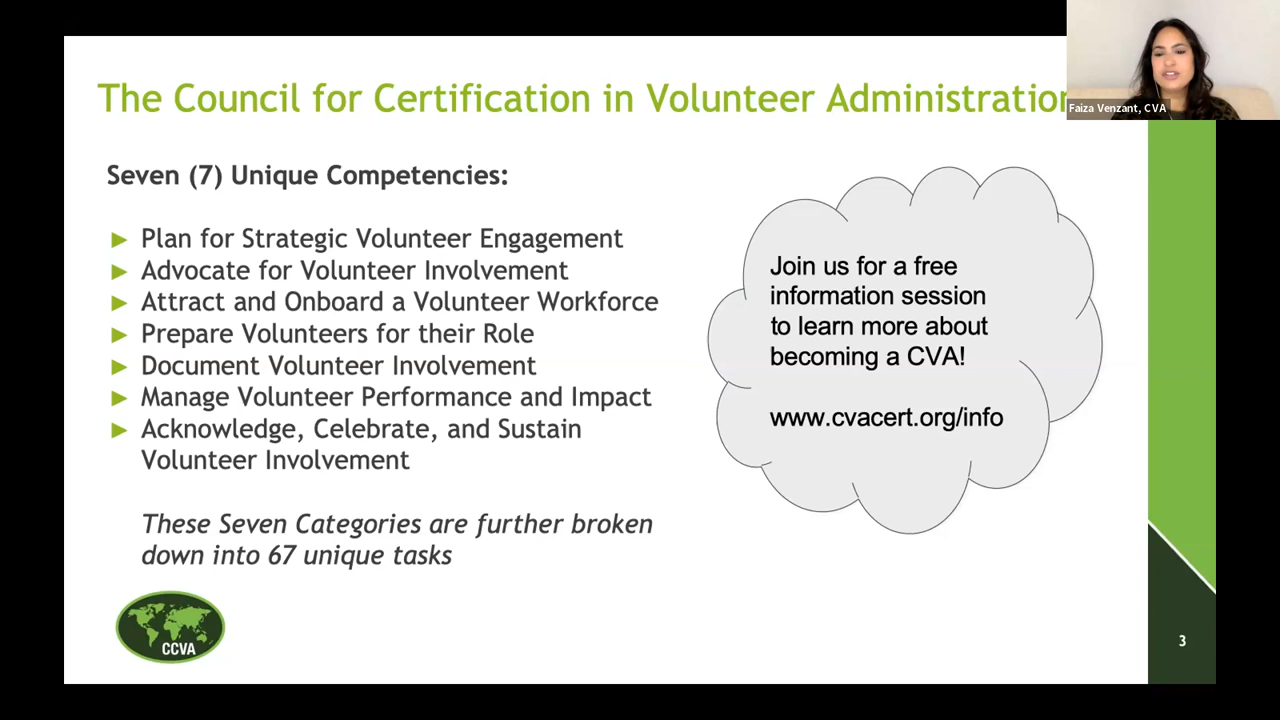 The Council for Certification in Volunteer Administration
Faiza Venzant, CVA
Seven (7) Unique Competencies:
► Plan for Strategic Volunteer Engagement
► Advocate for Volunteer Involvement
► Attract and Onboard a Volunteer Workforce
► Prepare Volunteers for their Role
► Document Volunteer Involvement
► Manage Volunteer Performance and Impact
► Acknowledge, Celebrate, and Sustain
Volunteer Involvement
These Seven Categories are further broken
down into 67 unique tasks
Join us for a free
information session
to learn more about
becoming a CVA!
www.cvacert.org/info
CCVA
3